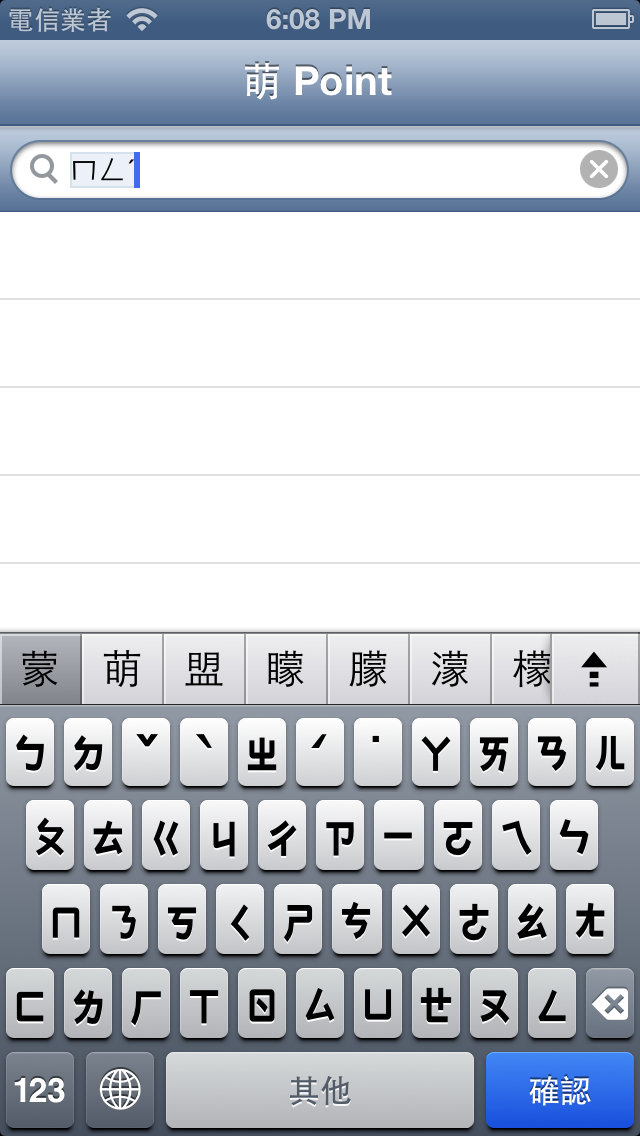 電信業者 6:08 PM
萌 Point
ㄇㄥˊ
蒙 萌 盟 矇 朦 濛 檬
ㄅ ㄉ ˇ ˋ ㄓ ˊ ˙ ㄚ ㄞ ㄢ ㄦ
ㄆ ㄊ ㄍ ㄐ ㄔ ㄗ ㄧ ㄛ ㄟ ㄣ
ㄇ ㄋ ㄎ ㄑ ㄕ ㄘ ㄨ ㄜ ㄠ ㄤ
ㄈ ㄌ ㄏ ㄒ ㄖ ㄙ ㄩ ㄝ ㄡ ㄥ
123 其他 確認